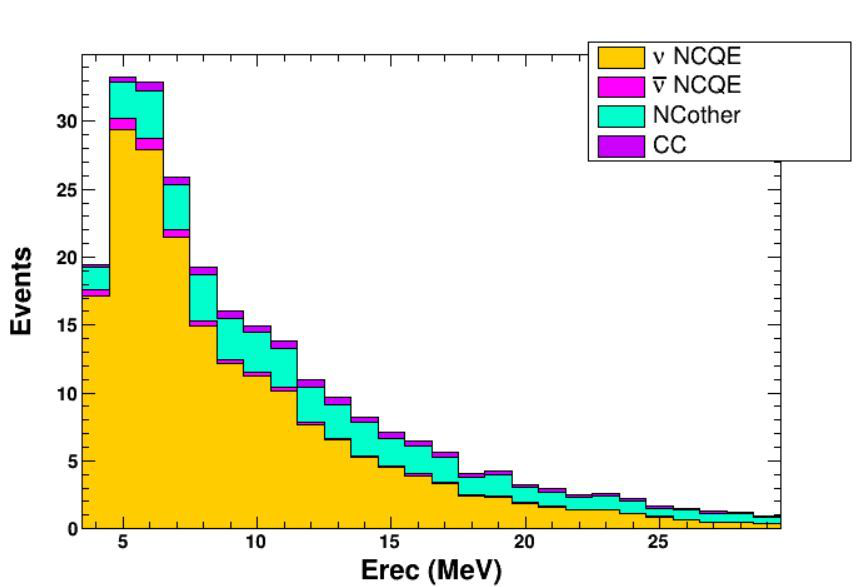 ν NCQE
ν̅ NCQE
NCother
CC
Events
30
25
20
15
10
5
0
5 10 15 20 25
Erec (MeV)